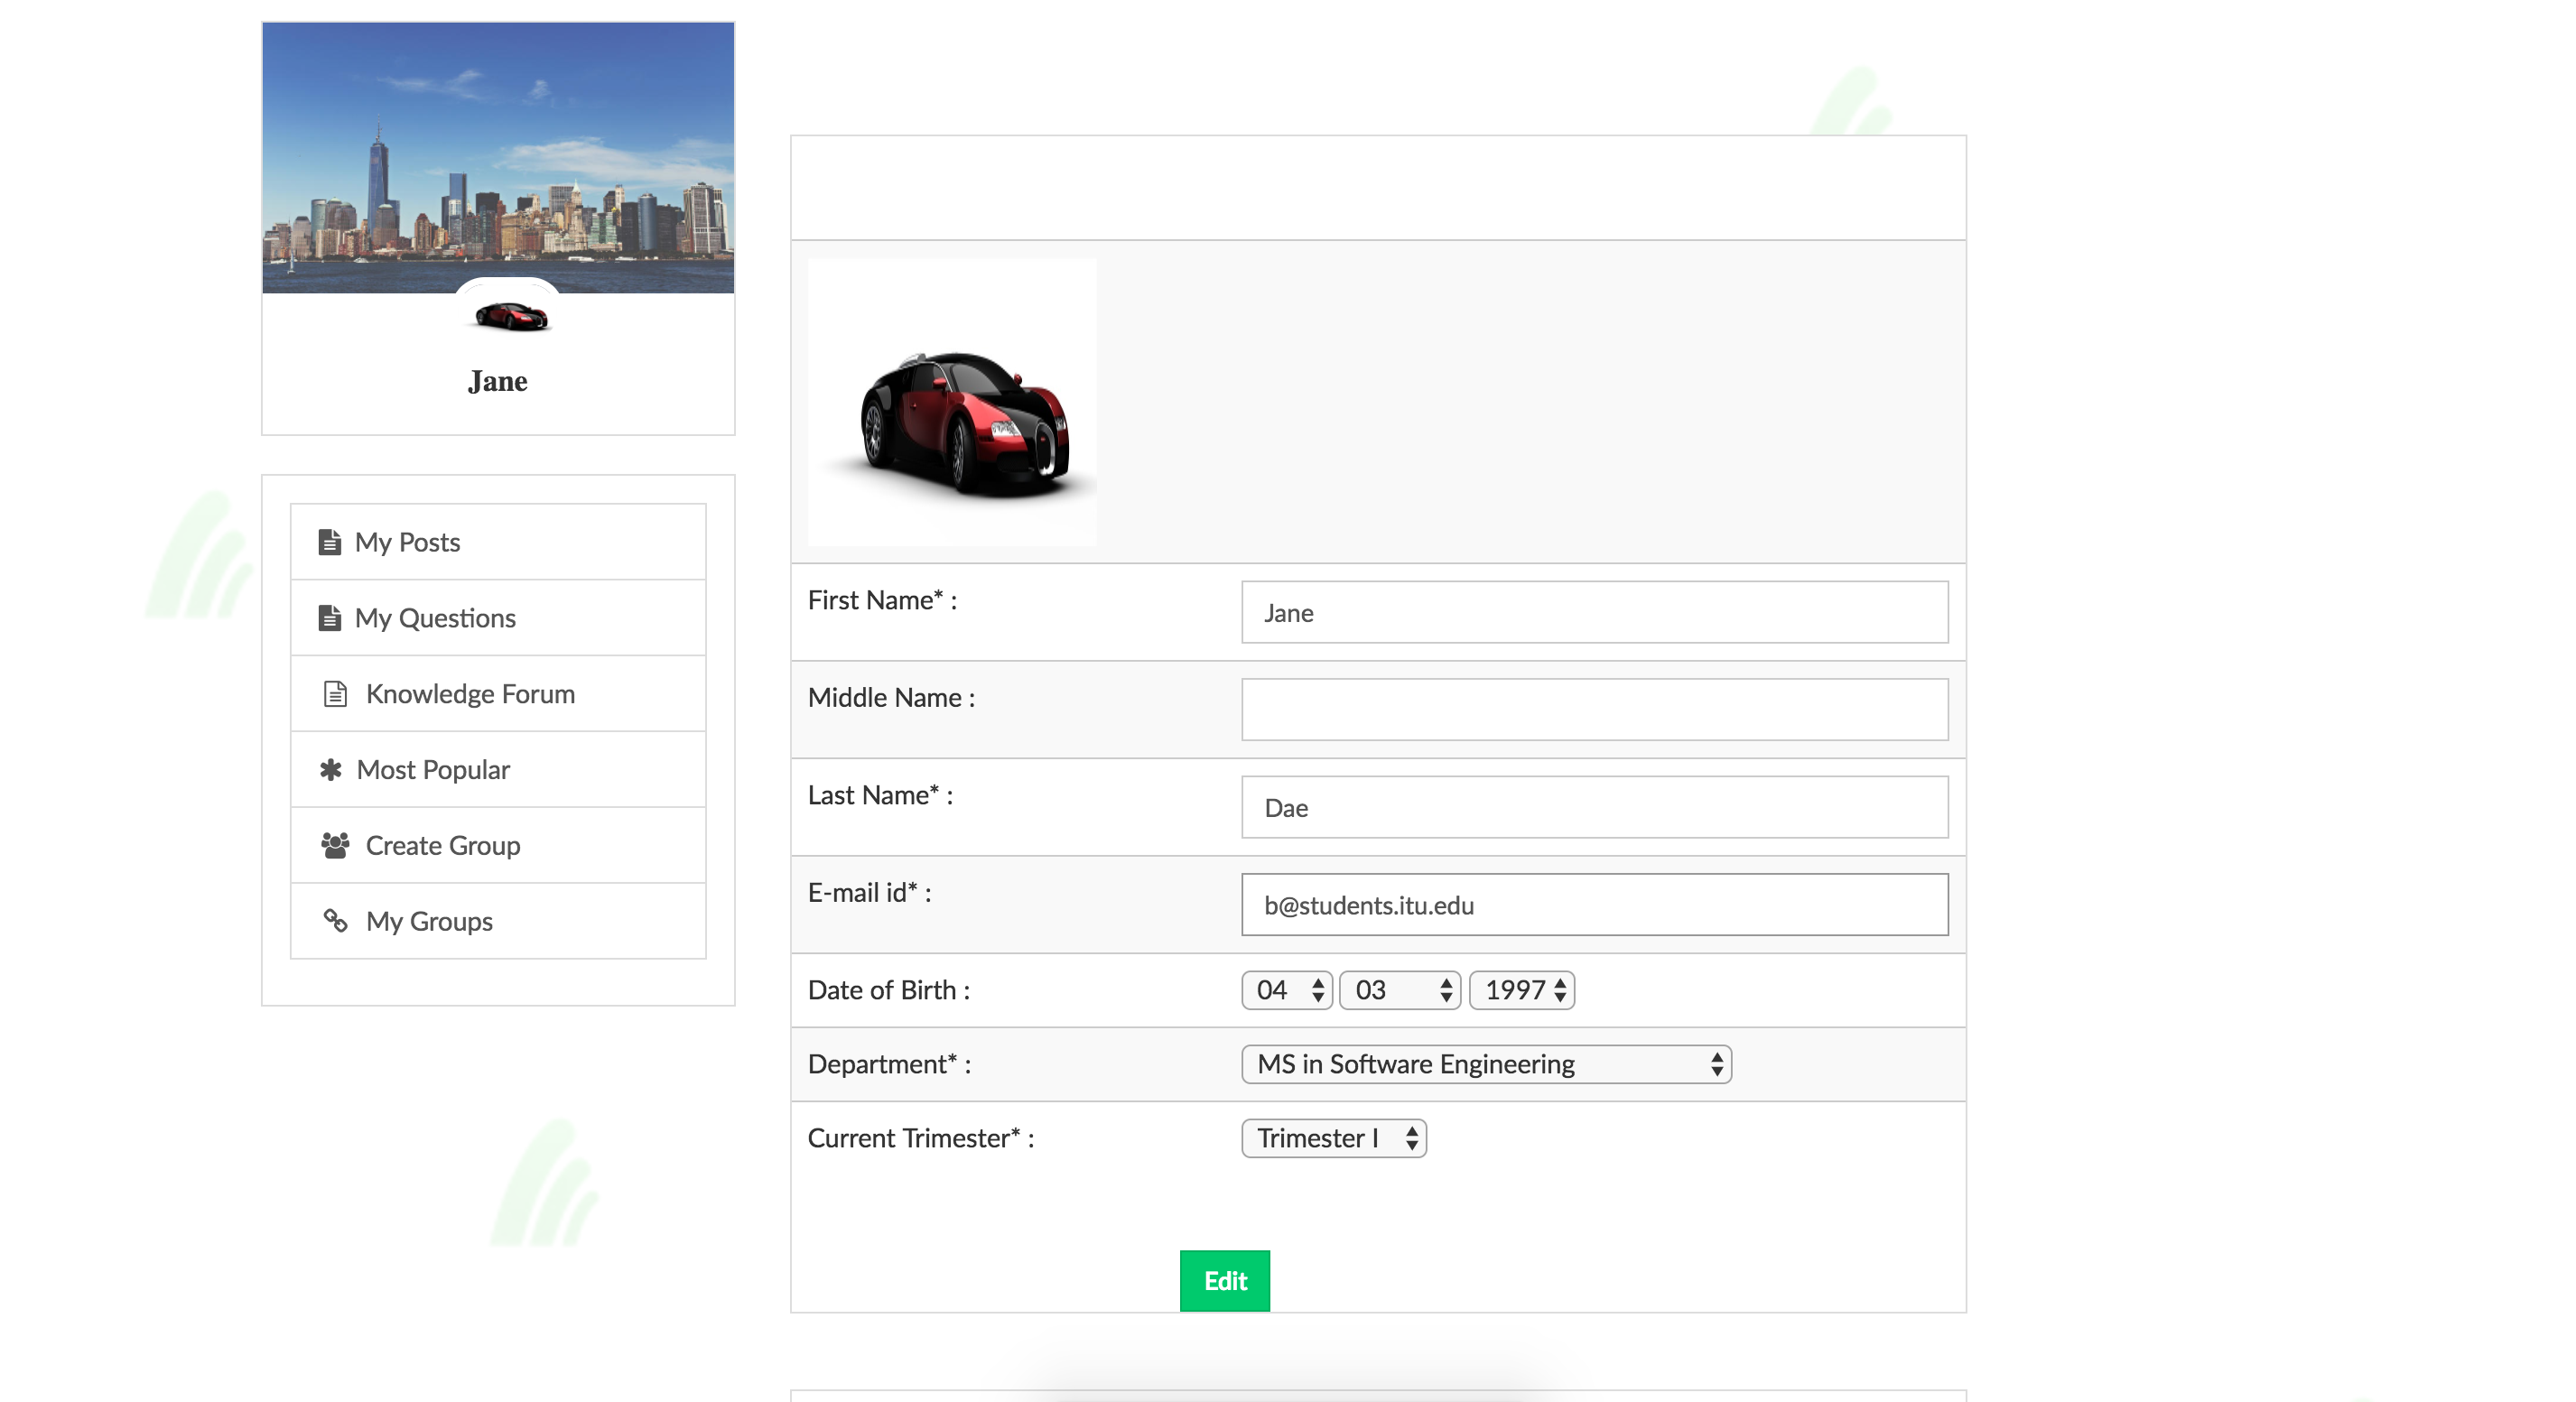 Jane
My Posts
My Questions
Knowledge Forum
Most Popular
Create Group
My Groups
First Name* :
Jane
Middle Name :
Last Name* :
Dae
E-mail id* :
b@students.itu.edu
Date of Birth :
04 03 1997
Department* :
MS in Software Engineering
Current Trimester* :
Trimester I
Edit